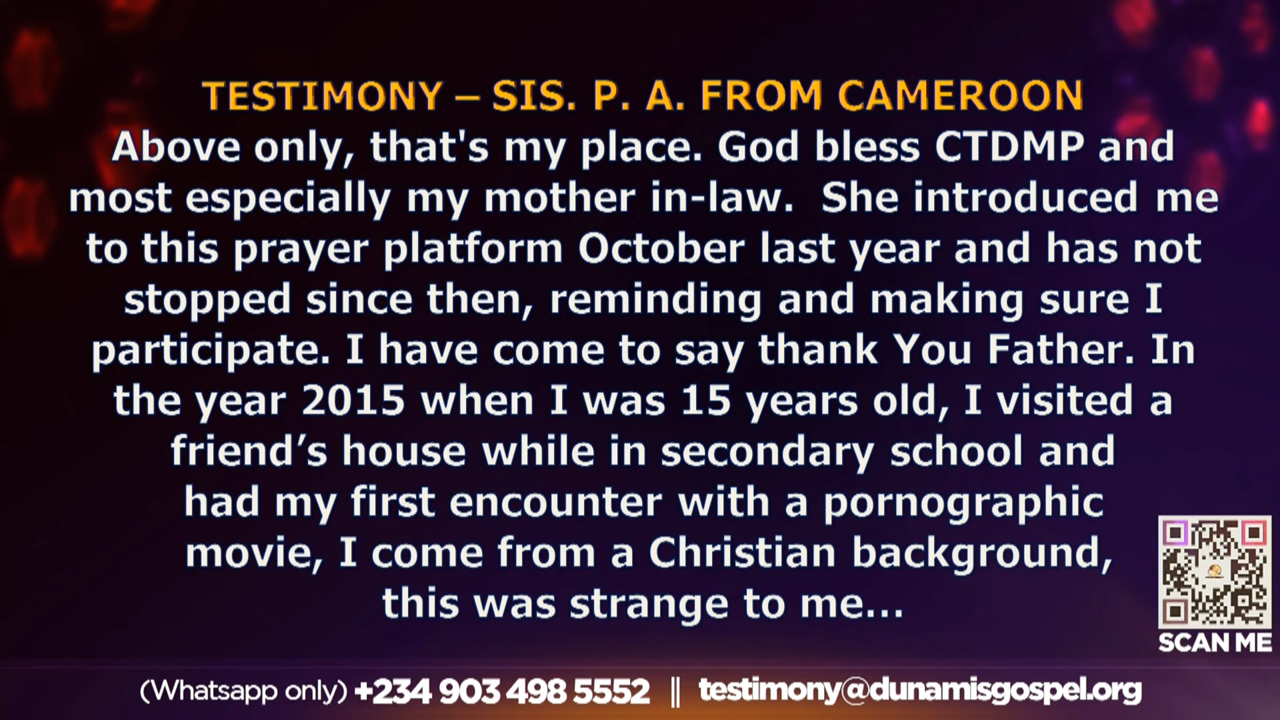 TESTIMONY – SIS. P. A. FROM CAMEROON
Above only, that's my place. God bless CTDMP and
most especially my mother in-law.  She introduced me
to this prayer platform October last year and has not
stopped since then, reminding and making sure I
participate. I have come to say thank You Father. In
the year 2015 when I was 15 years old, I visited a
friend’s house while in secondary school and
had my first encounter with a pornographic
movie, I come from a Christian background,
this was strange to me...
SCAN ME
(Whatsapp only) +234 903 498 5552 || testimony@dunamisgospel.org